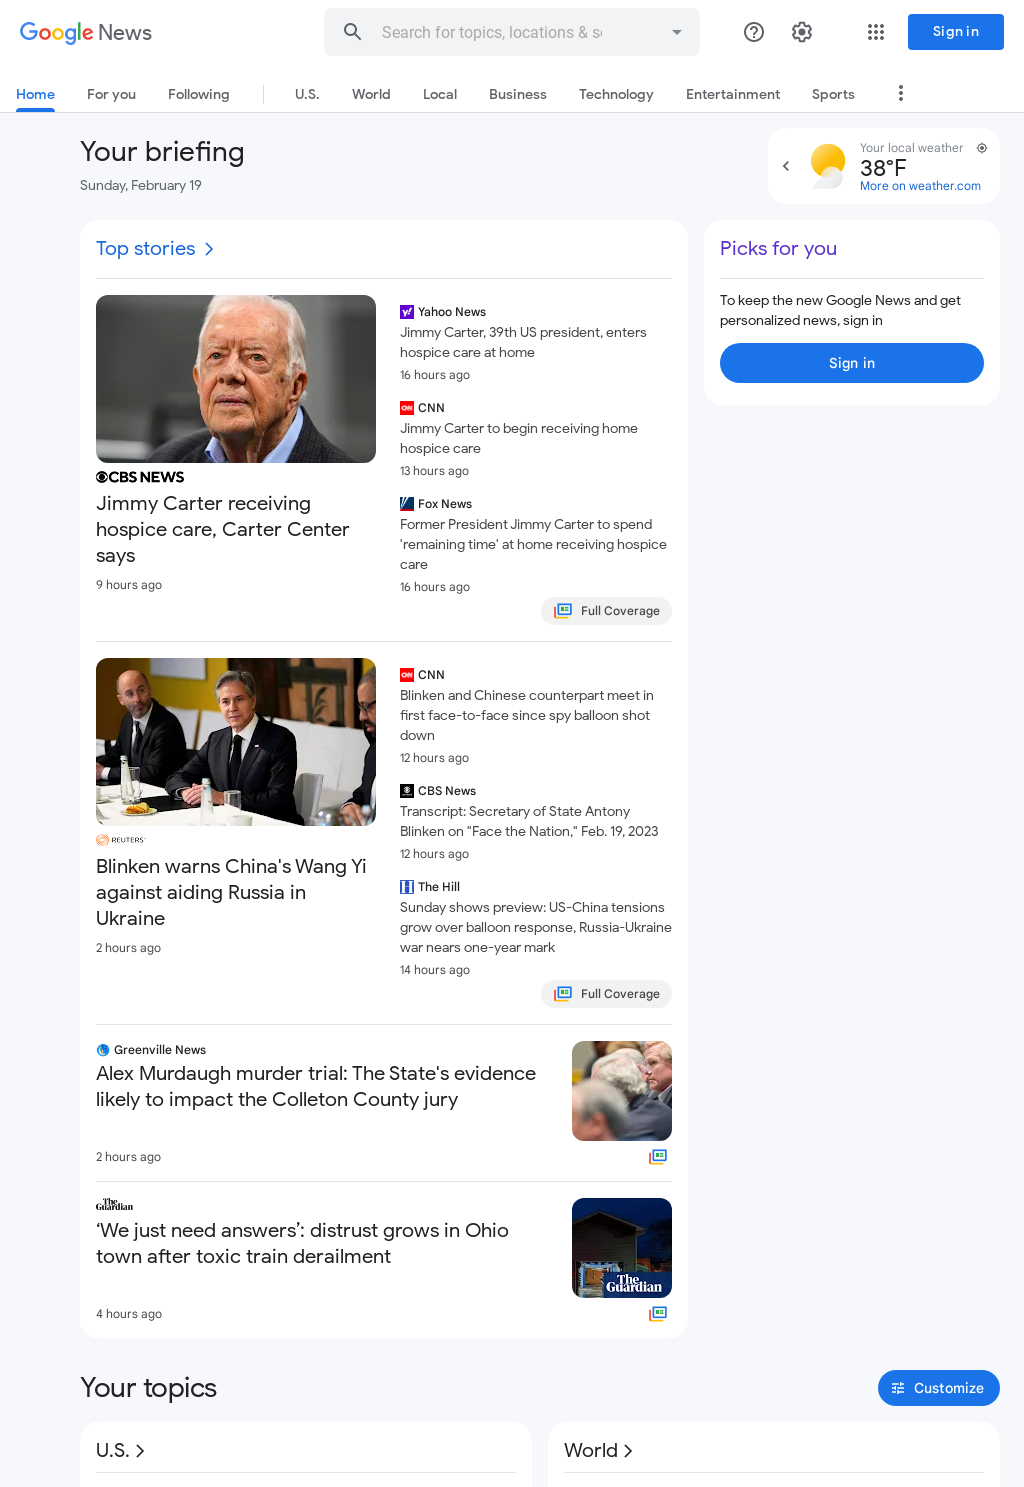 Google News
Search for topics, locations & so
Sign in
Home
For you
Following
U.S.
World
Local
Business
Technology
Entertainment
Sports
Your briefing
Sunday, February 19
Your local weather
38°F
More on weather.com
Top stories
CBS NEWS
Jimmy Carter receiving
hospice care, Carter Center
says
9 hours ago
Yahoo News
Jimmy Carter, 39th US president, enters
hospice care at home
16 hours ago
CNN
Jimmy Carter to begin receiving home
hospice care
13 hours ago
Fox News
Former President Jimmy Carter to spend
'remaining time' at home receiving hospice
care
16 hours ago
Full Coverage
REUTERS
Blinken warns China's Wang Yi
against aiding Russia in
Ukraine
2 hours ago
CNN
Blinken and Chinese counterpart meet in
first face-to-face since spy balloon shot
down
12 hours ago
CBS News
Transcript: Secretary of State Antony
Blinken on "Face the Nation," Feb. 19, 2023
12 hours ago
The Hill
Sunday shows preview: US-China tensions
grow over balloon response, Russia-Ukraine
war nears one-year mark
14 hours ago
Full Coverage
Greenville News
Alex Murdaugh murder trial: The State's evidence
likely to impact the Colleton County jury
2 hours ago
The
Guardian
‘We just need answers’: distrust grows in Ohio
town after toxic train derailment
The
Guardian
4 hours ago
Picks for you
To keep the new Google News and get
personalized news, sign in
Sign in
Your topics
Customize
U.S.
World